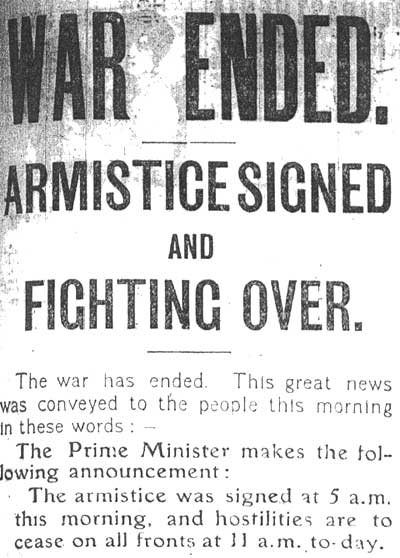 WAR ENDED.
ARMISTICE SIGNED
AND
FIGHTING OVER.
The war has ended. This great news
was conveyed to the people this morning
in these words : —
The Prime Minister makes the fol-
lowing announcement :
The armistice was signed at 5 a.m.
this morning, and hostilities are to
cease on all fronts at 11 a.m. to-day.